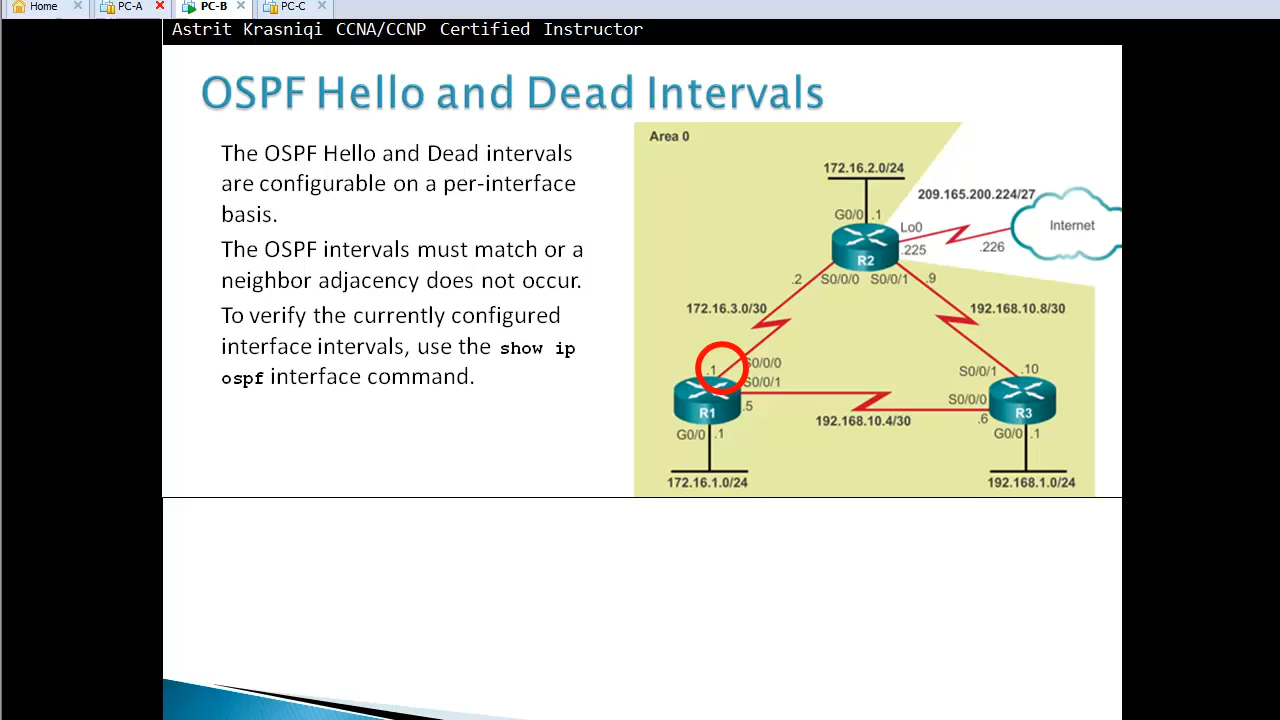 Home
PC-A
PC-B
PC-C
Astrit Krasniqi CCNA/CCNP Certified Instructor
OSPF Hello and Dead Intervals
The OSPF Hello and Dead intervals
are configurable on a per-interface
basis.
The OSPF intervals must match or a
neighbor adjacency does not occur.
To verify the currently configured
interface intervals, use the show ip
ospf interface command.
Area 0
172.16.2.0/24
209.165.200.224/27
G0/0 .1
Lo0
Internet
.225
.226
R2
.2 S0/0/0 S0/0/1 .9
172.16.3.0/30
192.168.10.8/30
.1 S0/0/0
S0/0/1
S0/0/1 .10
.5
S0/0/0
R1
R3
192.168.10.4/30
.6
G0/0 .1
G0/0 .1
172.16.1.0/24
192.168.1.0/24